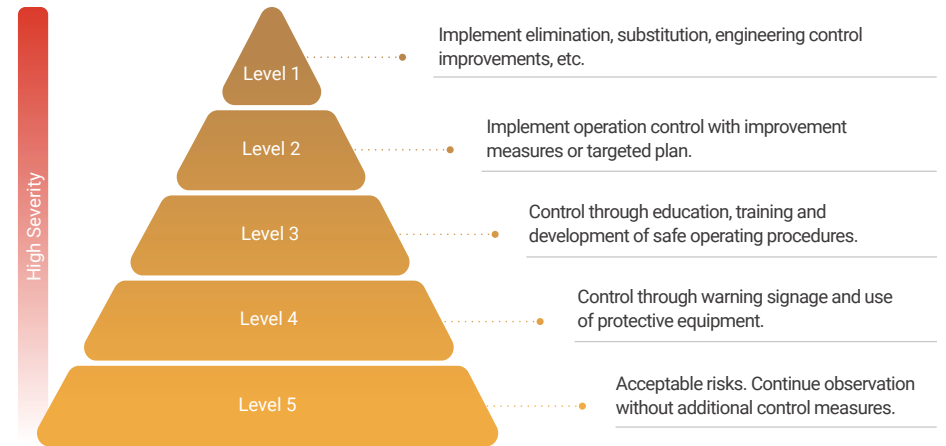 High Severity
Level 1
Implement elimination, substitution, engineering control
improvements, etc.
Level 2
Implement operation control with improvement
measures or targeted plan.
Level 3
Control through education, training and
development of safe operating procedures.
Level 4
Control through warning signage and use
of protective equipment.
Level 5
Acceptable risks. Continue observation
without additional control measures.